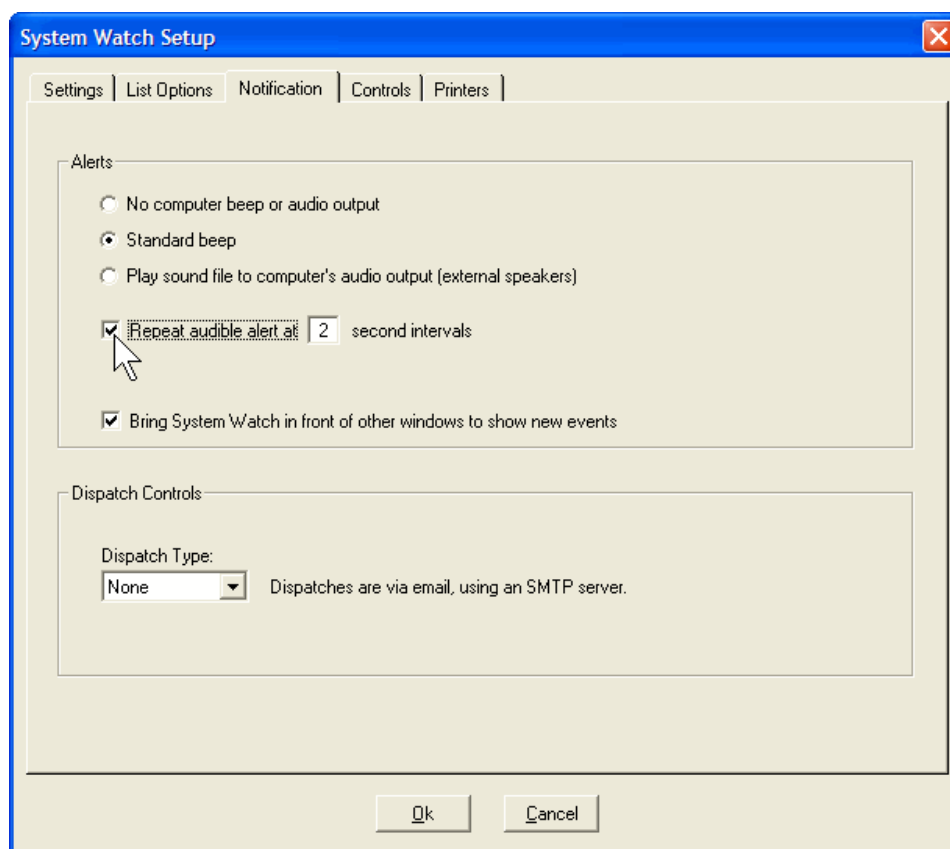 System Watch Setup
Settings List Options Notification Controls Printers
Alerts
No computer beep or audio output
Standard beep
Play sound file to computer's audio output (external speakers)
Repeat audible alert at 2 second intervals
Bring System Watch in front of other windows to show new events
Dispatch Controls
Dispatch Type:
None Dispatches are via email, using an SMTP server.
Ok Cancel